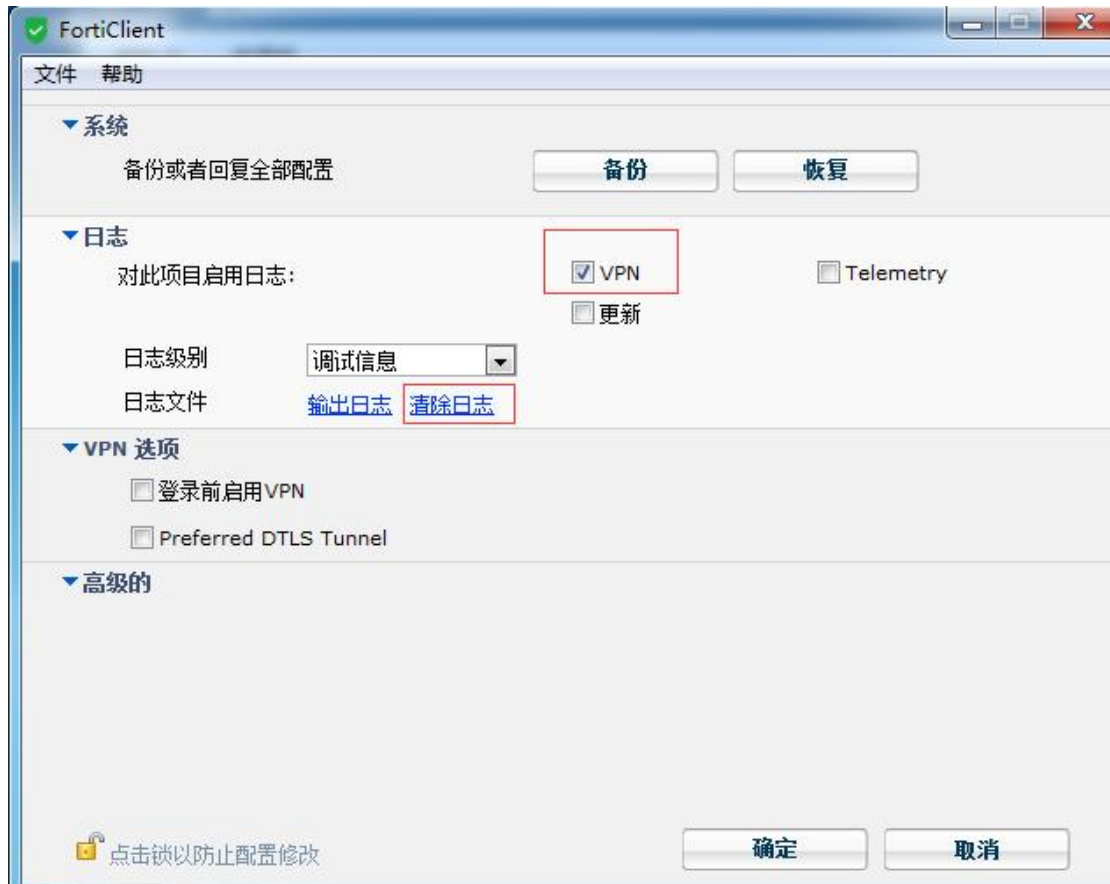 FortiClient
文件 帮助
系统
备份或者回复全部配置 备份 恢复
日志
对此项目启用日志: VPN Telemetry
更新
日志级别 调试信息
日志文件 输出日志 清除日志
VPN 选项
登录前启用VPN
Preferred DTLS Tunnel
高级的
点击锁以防止配置修改 确定 取消